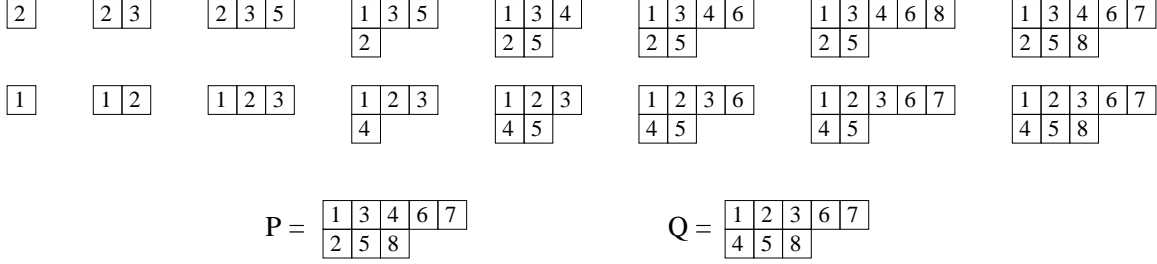 2 2 3 2 3 5 1 3 5 1 3 4 1 3 4 6 1 3 4 6 8 1 3 4 6 7
2 2 5 2 5 2 5 2 5 8
1 1 2 1 2 3 1 2 3 1 2 3 1 2 3 6 1 2 3 6 7 1 2 3 6 7
4 4 5 4 5 4 5 4 5 8
P = 1 3 4 6 7 Q = 1 2 3 6 7
2 5 8 4 5 8